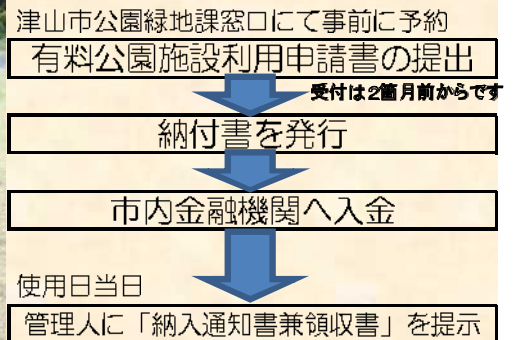 津山市公園緑地課窓口にて事前に予約
有料公園施設利用申請書の提出
受付は2箇月前からです
納付書を発行
市内金融機関へ入金
使用日当日
管理人に「納入通知書兼領収書」を提示